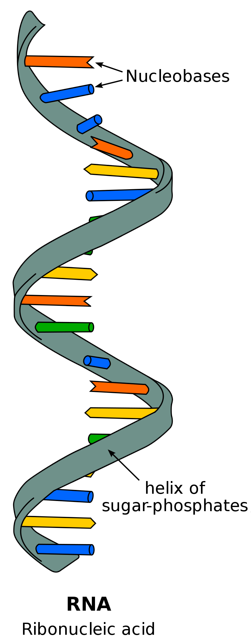 Nucleobases
helix of
sugar-phosphates
RNA
Ribonucleic acid